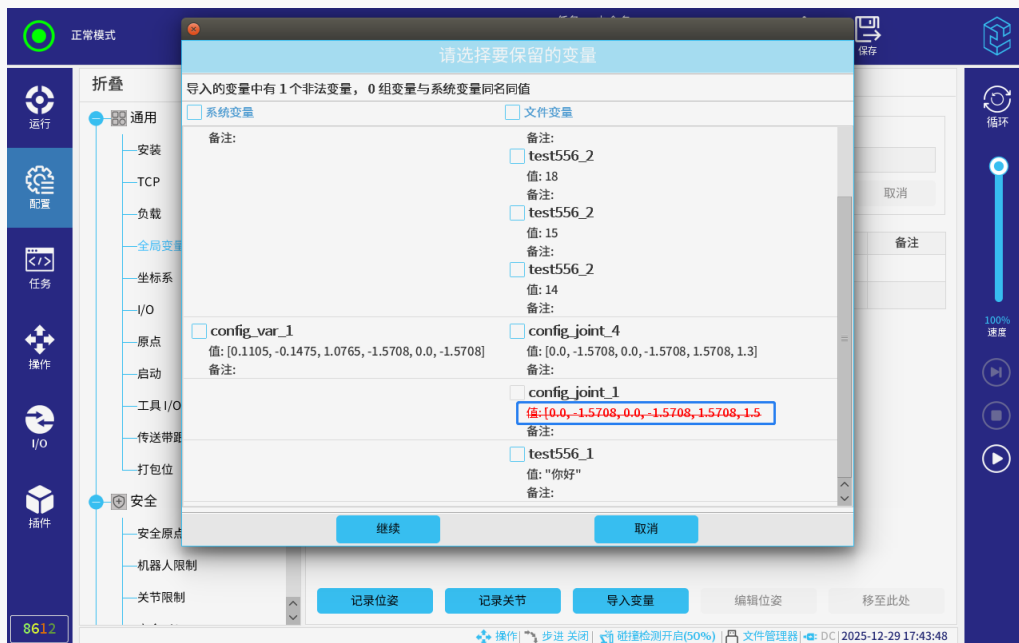 正常模式
保存
请选择要保留的变量
导入的变量中有 1 个非法变量， 0 组变量与系统变量同名同值
系统变量
文件变量
备注:
备注:
test556_2
值: 18
备注:
test556_2
值: 15
备注:
test556_2
值: 14
备注:
config_var_1
值: [0.1105, -0.1475, 1.0765, -1.5708, 0.0, -1.5708]
备注:
config_joint_4
值: [0.0, -1.5708, 0.0, -1.5708, 1.5708, 1.3]
备注:
config_joint_1
值: [0.0, -1.5708, 0.0, -1.5708, 1.5708, 1.5
备注:
test556_1
值: "你好"
备注:
继续
取消
运行
配置
任务
操作
I/O
插件
8612
折叠
通用
安装
TCP
负载
全局变量
坐标系
I/O
原点
启动
工具 I/O
传送带跟
打包位
安全
安全原点
机器人限制
关节限制
取消
备注
记录位姿
记录关节
导入变量
编辑位姿
移至此处
循环
100%
速度
操作| 步进 关闭| 碰撞检测开启(50%) | 文件管理器| DC| 2025-12-29 17:43:48